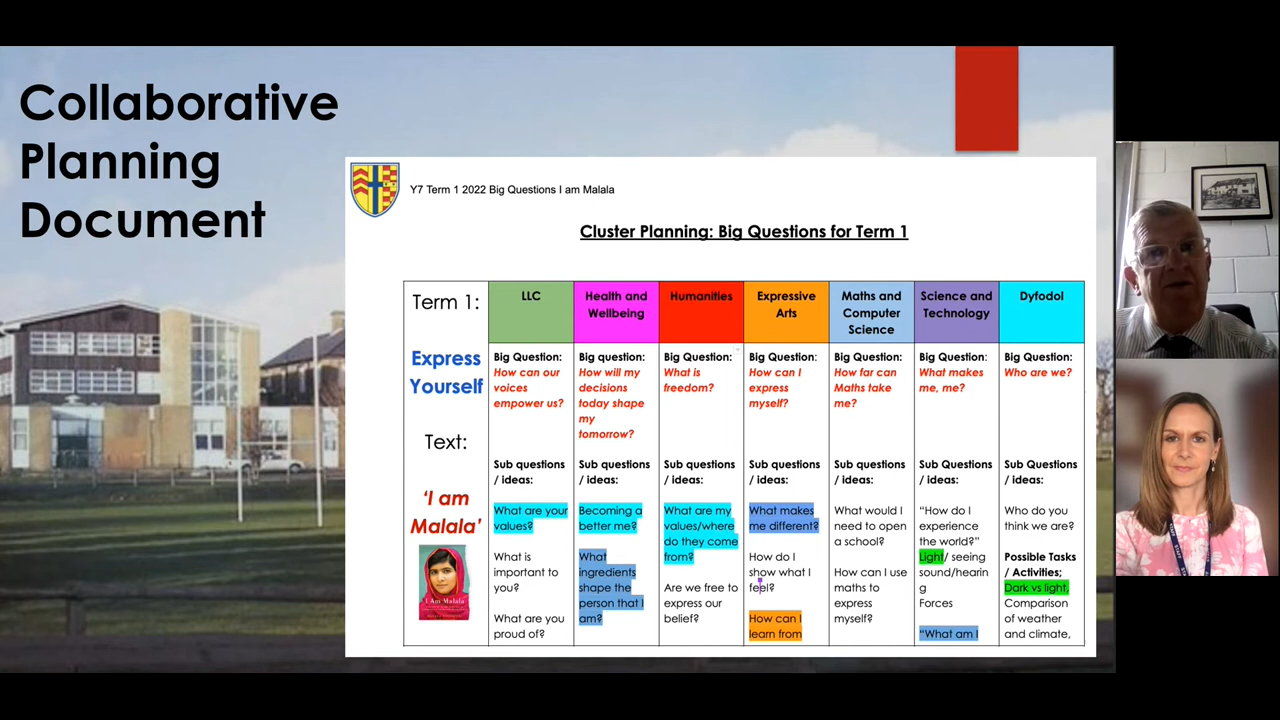 Collaborative
Planning
Document
Y7 Term 1 2022 Big Questions I am Malala
Cluster Planning: Big Questions for Term 1
Term 1:
Express
Yourself
Text:
‘I am
Malala’
I Am Malala
LLC
Big Question:
How can our
voices
empower us?
Sub questions
/ ideas:
What are your
values?
What is
important to
you?
What are you
proud of?
Health and
Wellbeing
Big question:
How will my
decisions
today shape
my
tomorrow?
Sub questions
/ ideas:
Becoming a
better me?
What
ingredients
shape the
person that I
am?
Humanities
Big Question:
What is
freedom?
Sub questions
/ ideas:
What are my
values/where
do they come
from?
Are we free to
express our
belief?
Expressive
Arts
Big Question:
How can I
express
myself?
Sub questions
/ ideas:
What makes
me different?
How do I
show what I
feel?
How can I
learn from
Maths and
Computer
Science
Big Question:
How far can
Maths take
me?
Sub questions
/ ideas:
What would I
need to open
a school?
How can I use
maths to
express
myself?
Science and
Technology
Big Question:
What makes
me, me?
Sub Questions
/ ideas:
“How do I
experience
the world?”
Light/ seeing
sound/hearin
g
Forces
“What am I
Dyfodol
Big Question:
Who are we?
Sub Questions
/ ideas:
Who do you
think we are?
Possible Tasks
/ Activities;
Dark vs light,
Comparison
of weather
and climate,